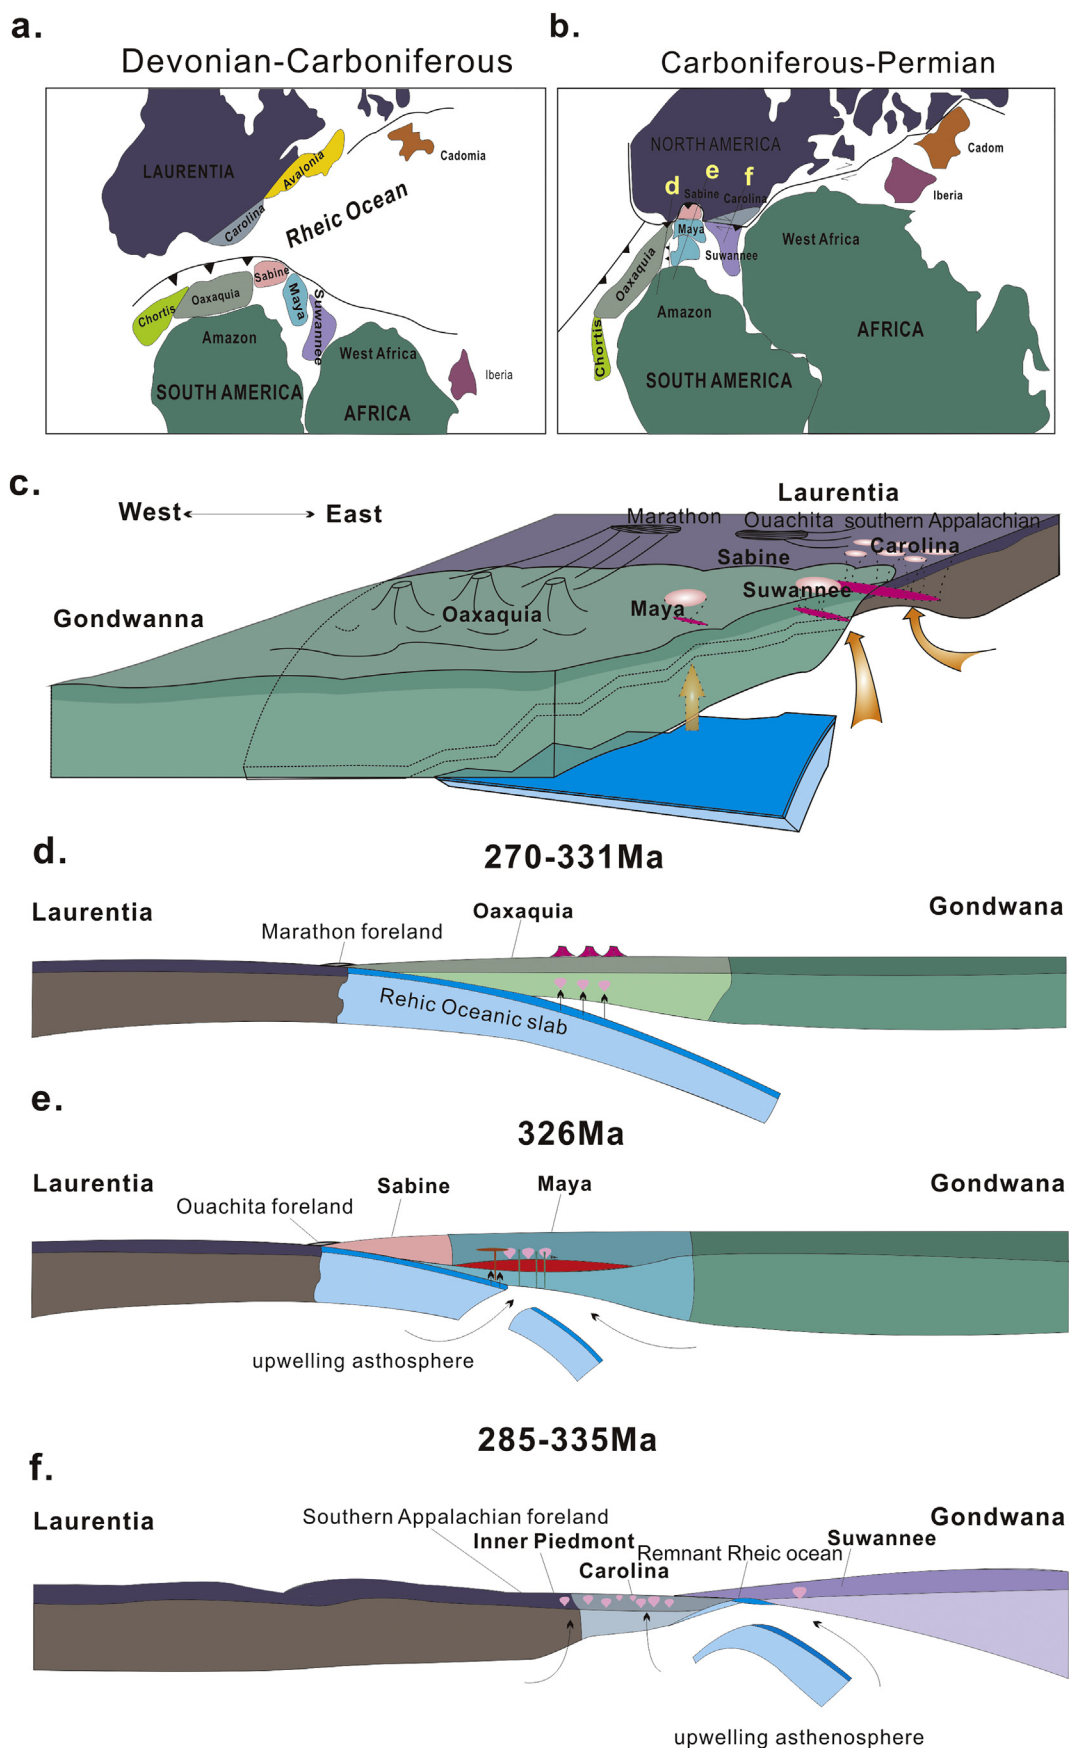 a.
Devonian-Carboniferous
LAURENTIA
Avalonia
Carolina
Cadomia
Rheic Ocean
Sabine
Chortis
Oaxaquia
Maya
Suwannee
Amazon
West Africa
Iberia
SOUTH AMERICA
AFRICA
b.
Carboniferous-Permian
NORTH AMERICA
Cadom
d
e
f
Sabine
Carolina
Iberia
Maya
West Africa
Suwannee
Oaxaquia
Amazon
AFRICA
Chortis
SOUTH AMERICA
c.
West
East
Laurentia
Marathon
Ouachita
southern Appalachian
Sabine
Carolina
Gondwanna
Oaxaquia
Maya
Suwannee
d.
270-331Ma
Laurentia
Oaxaquia
Gondwana
Marathon foreland
Rehic Oceanic slab
e.
326Ma
Laurentia
Sabine
Maya
Gondwana
Ouachita foreland
upwelling asthosphere
285-335Ma
f.
Laurentia
Southern Appalachian foreland
Gondwana
Inner Piedmont
Suwannee
Remnant Rheic ocean
Carolina
upwelling asthenosphere